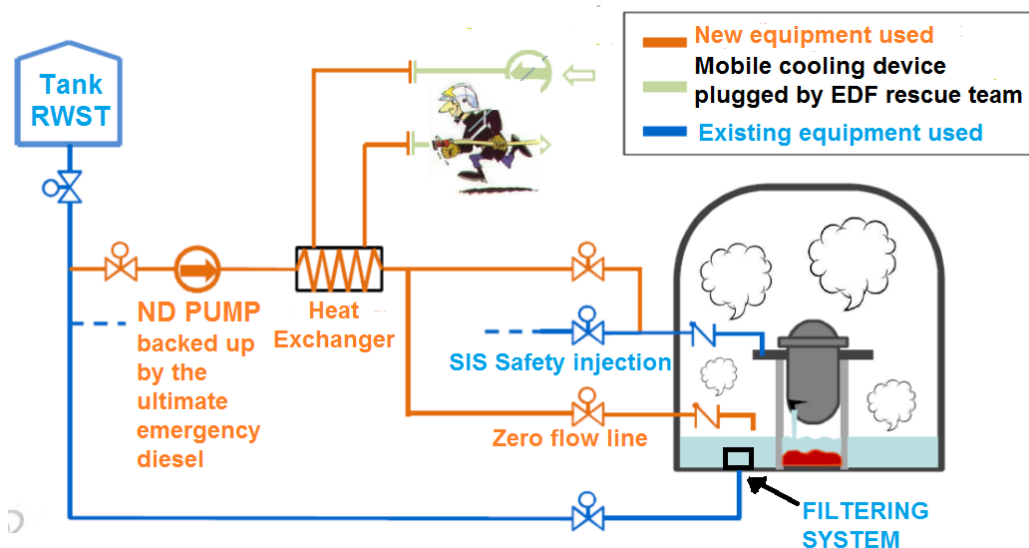 Tank
RWST
New equipment used
Mobile cooling device
plugged by EDF rescue team
Existing equipment used
ND PUMP
backed up
by the
ultimate
emergency
diesel
Heat
Exchanger
SIS Safety injection
Zero flow line
FILTERING
SYSTEM